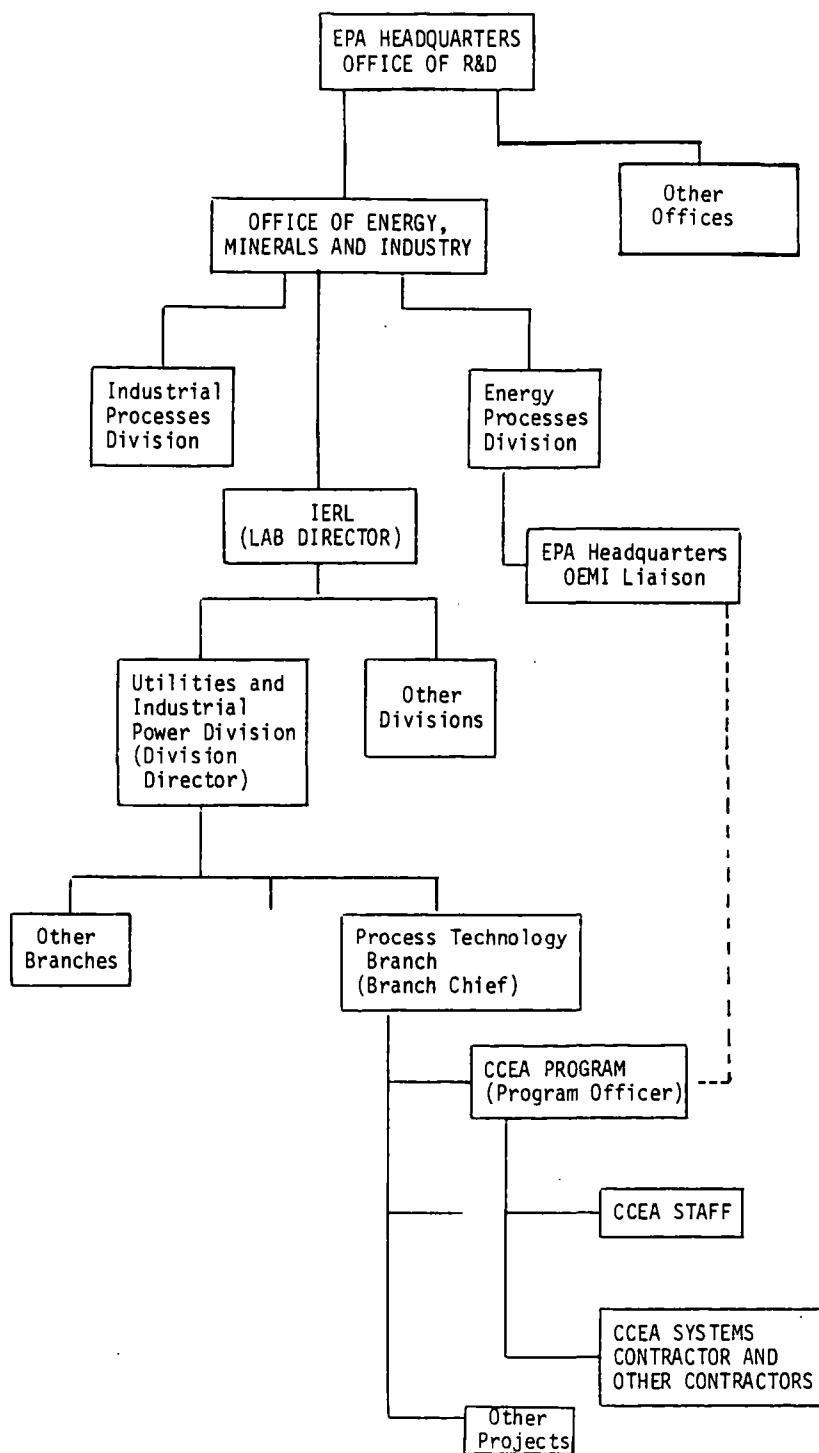 EPA HEADQUARTERS
OFFICE OF R&D
Other
Offices
OFFICE OF ENERGY,
MINERALS AND INDUSTRY
Industrial
Processes
Division
Energy
Processes
Division
IERL
(LAB DIRECTOR)
EPA Headquarters
OEMI Liaison
Utilities and
Industrial
Power Division
(Division
Director)
Other
Divisions
Other
Branches
Process Technology
Branch
(Branch Chief)
CCEA PROGRAM
(Program Officer)
CCEA STAFF
CCEA SYSTEMS
CONTRACTOR AND
OTHER CONTRACTORS
Other
Projects